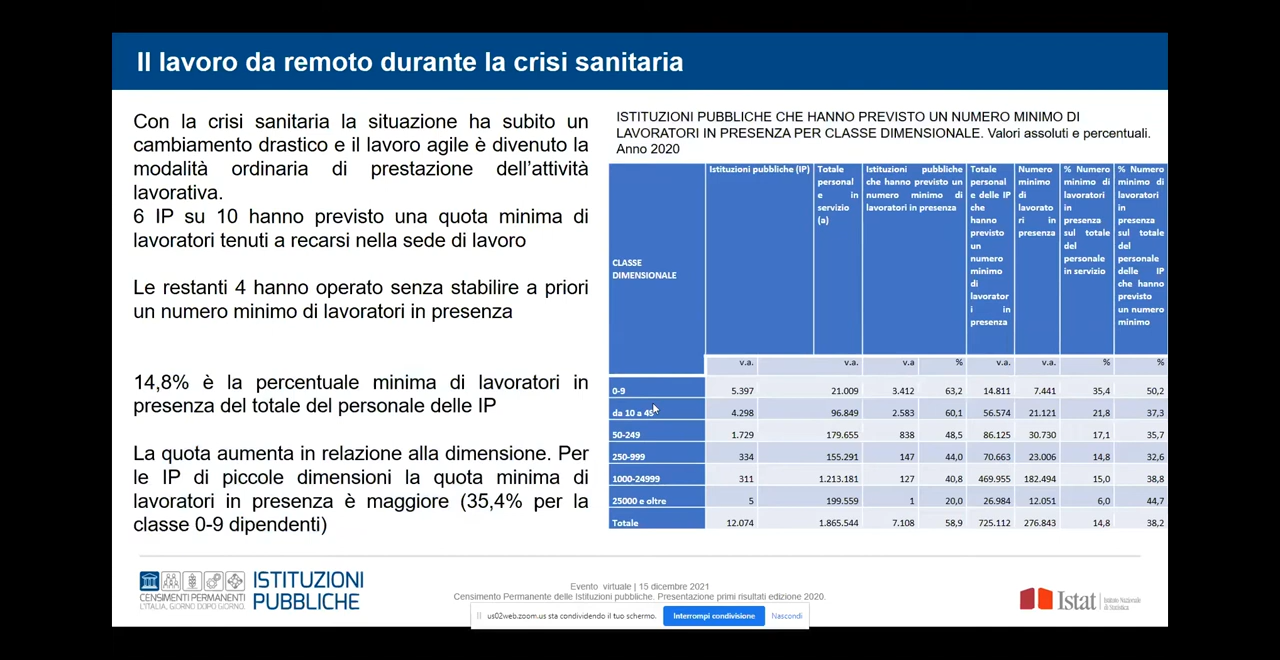 Il lavoro da remoto durante la crisi sanitaria
Con la crisi sanitaria la situazione ha subito un
cambiamento drastico e il lavoro agile è divenuto la
modalità ordinaria di prestazione dell'attività
lavorativa.
6 IP su 10 hanno previsto una quota minima di
lavoratori tenuti a recarsi nella sede di lavoro
Le restanti 4 hanno operato senza stabilire a priori
un numero minimo di lavoratori in presenza
14,8% è la percentuale minima di lavoratori in
presenza del totale del personale delle IP
La quota aumenta in relazione alla dimensione. Per
le IP di piccole dimensioni la quota minima di
lavoratori in presenza è maggiore (35,4% per la
classe 0-9 dipendenti)
ISTITUZIONI PUBBLICHE CHE HANNO PREVISTO UN NUMERO MINIMO DI
LAVORATORI IN PRESENZA PER CLASSE DIMENSIONALE. Valori assoluti e percentuali.
Anno 2020
CLASSE
DIMENSIONALE
Istituzioni pubbliche (IP)
Totale
personal
e in
servizio
(a)
Istituzioni pubbliche
che hanno previsto un
numero minimo di
lavoratori in presenza
Totale
personal
e delle IP
che
hanno
previsto
un
numero
minimo
di
lavorator
i in
presenza
Numero
minimo
di
lavorato
ri in
presenza
% Numero
minimo di
lavoratori
in
presenza
sul totale
del
personale
in servizio
% Numero
minimo di
lavoratori
in
presenza
sul totale
del
personale
delle IP
che hanno
previsto
un numero
minimo
v.a. v.a. v.a % v.a. v.a. % %
0-9 5.397 21.009 3.412 63,2 14.811 7.441 35,4 50,2
da 10 a 49 4.298 96.849 2.583 60,1 56.574 21.121 21,8 37,3
50-249 1.729 179.655 838 48,5 86.125 30.730 17,1 35,7
250-999 334 155.291 147 44,0 70.663 23.006 14,8 32,6
1000-24999 311 1.213.181 127 40,8 469.955 182.494 15,0 38,8
25000 e oltre 5 199.559 1 20,0 26.984 12.051 6,0 44,7
Totale 12.074 1.865.544 7.108 58,9 725.112 276.843 14,8 38,2
CENSIMENTI PERMANENTI
L'ITALIA, GIORNO DOPO GIORNO.
ISTITUZIONI
PUBBLICHE
Evento virtuale | 15 dicembre 2021
Censimento Permanente delle Istituzioni pubbliche. Presentazione primi risultati edizione 2020.
us02web.zoom.us sta condividendo il tuo schermo.
Interrompi condivisione
Nascondi
Istat
Istituto Nazionale
di Statistica